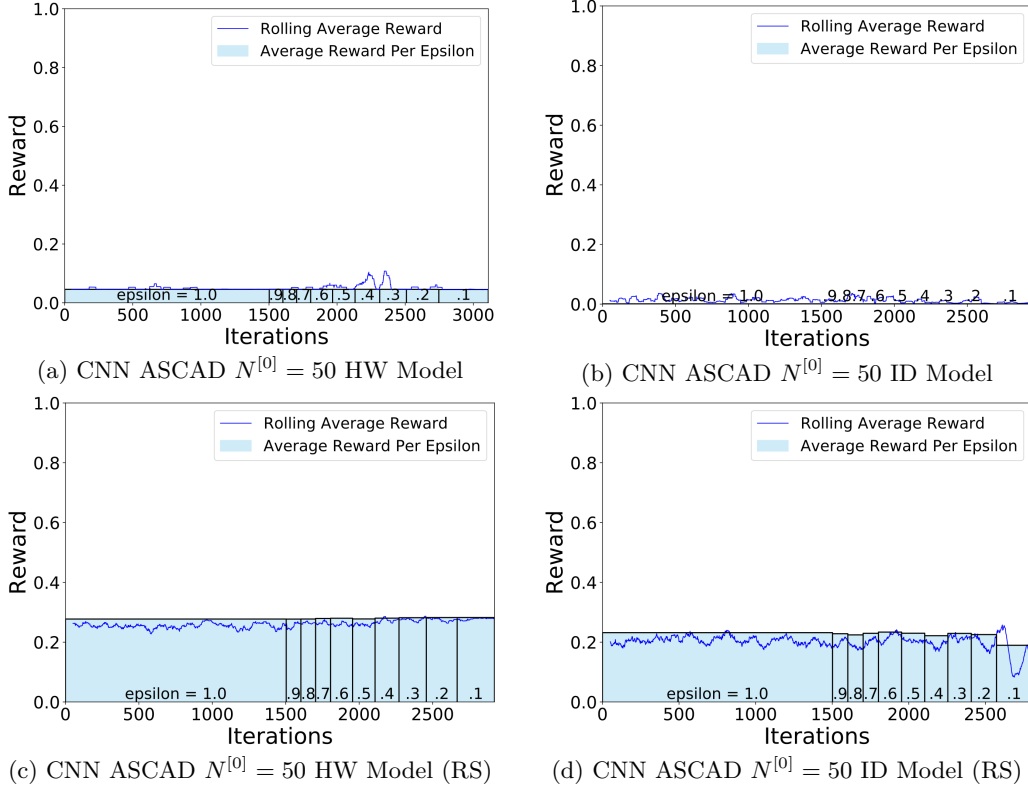 1.0
0.8
0.6
0.4
0.2
0.0
Reward
Rolling Average Reward
Average Reward Per Epsilon
epsilon = 1.0 .9 .8 .7 .6 .5 .4 .3 .2 .1
0 500 1000 1500 2000 2500 3000
Iterations
(a) CNN ASCAD N^[0] = 50 HW Model
1.0
0.8
0.6
0.4
0.2
0.0
Reward
Rolling Average Reward
Average Reward Per Epsilon
epsilon = 1.0 .9 .8 .7 .6 .5 .4 .3 .2 .1
0 500 1000 1500 2000 2500
Iterations
(b) CNN ASCAD N^[0] = 50 ID Model
1.0
0.8
0.6
0.4
0.2
0.0
Reward
Rolling Average Reward
Average Reward Per Epsilon
epsilon = 1.0 .9 .8 .7 .6 .5 .4 .3 .2 .1
0 500 1000 1500 2000 2500
Iterations
(c) CNN ASCAD N^[0] = 50 HW Model (RS)
1.0
0.8
0.6
0.4
0.2
0.0
Reward
Rolling Average Reward
Average Reward Per Epsilon
epsilon = 1.0 .9 .8 .7 .6 .5 .4 .3 .2 .1
0 500 1000 1500 2000 2500
Iterations
(d) CNN ASCAD N^[0] = 50 ID Model (RS)